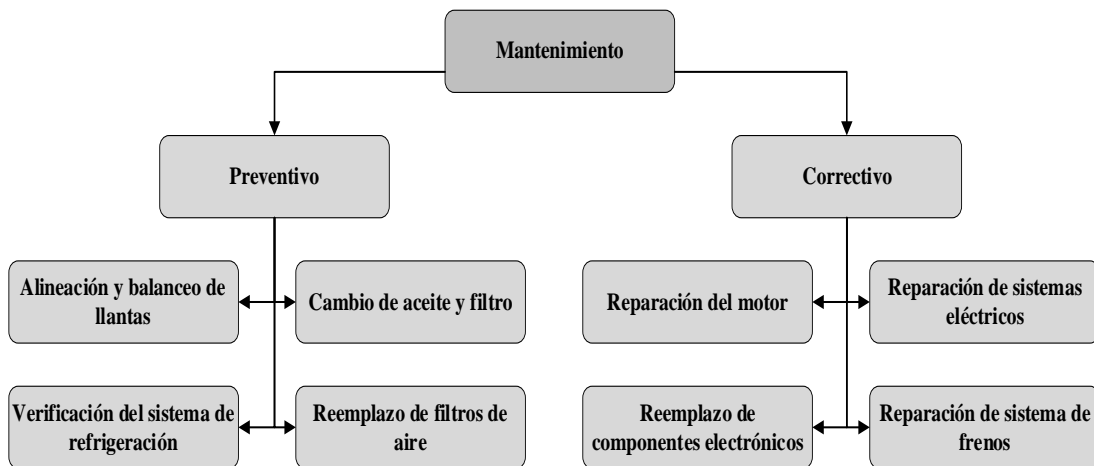 Mantenimiento
Preventivo
Correctivo
Alineación y balanceo de
llantas
Cambio de aceite y filtro
Reparación del motor
Reparación de sistemas
eléctricos
Verificación del sistema de
refrigeración
Reemplazo de filtros de
aire
Reemplazo de
componentes electrónicos
Reparación de sistema de
frenos